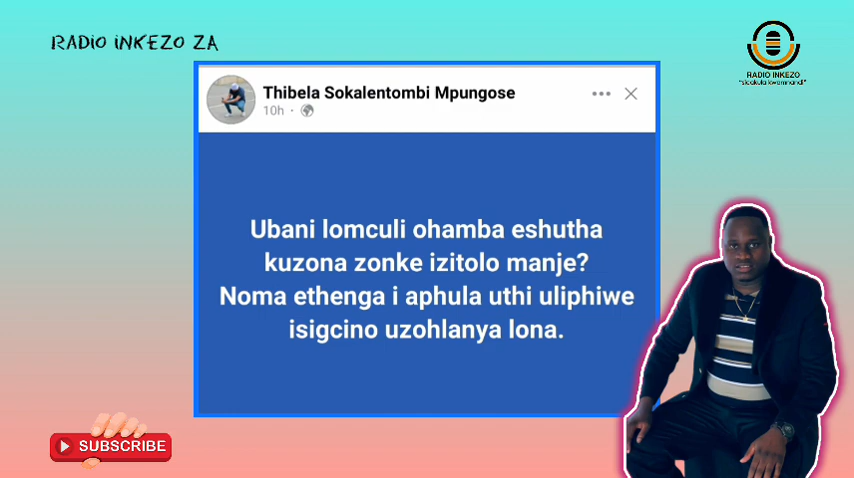 RADIO INKEZO ZA
RADIO INKEZO
Thibela Sokalentombi Mpungose
10h ·
Ubani lomculi ohamba eshutha
kuzona zonke izitolo manje?
Noma ethenga i aphula uthi uliphiwe
isigcino uzohlanya lona.
SUBSCRIBE